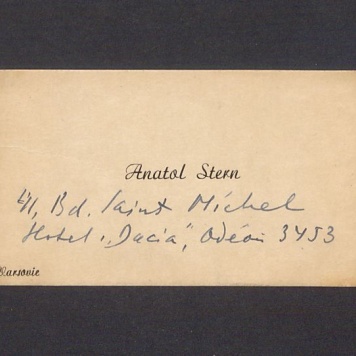 Anatol Stern
41, Bd. Saint Michel
Hotel „Dacia”, Odéon 3453
Varsovie